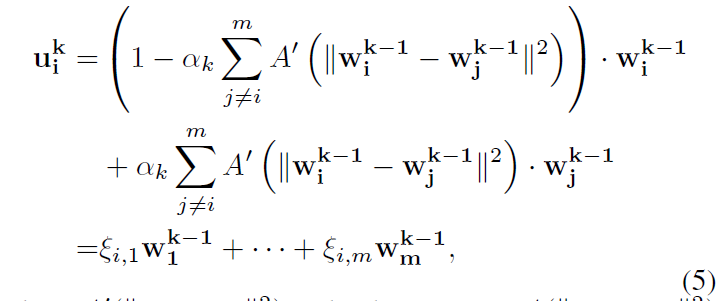 u_i^k = ( 1 − α_k ∑_{j≠i}^{m} A′ ( ‖w_i^{k−1} − w_j^{k−1}‖² ) ) · w_i^{k−1}
+ α_k ∑_{j≠i}^{m} A′ ( ‖w_i^{k−1} − w_j^{k−1}‖² ) · w_j^{k−1}
=ξ_{i,1} w_1^{k−1} + · · · + ξ_{i,m} w_m^{k−1},
(5)